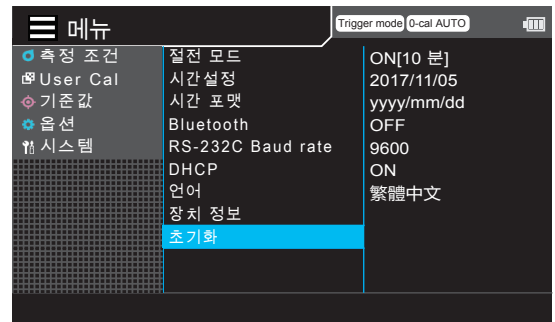 메뉴
Trigger mode 0-cal AUTO
측정 조건
User Cal
기준값
옵션
시스템
절전 모드 ON[10 분]
시간설정 2017/11/05
시간 포맷 yyyy/mm/dd
Bluetooth OFF
RS-232C Baud rate 9600
DHCP ON
언어 繁體中文
장치 정보
초기화